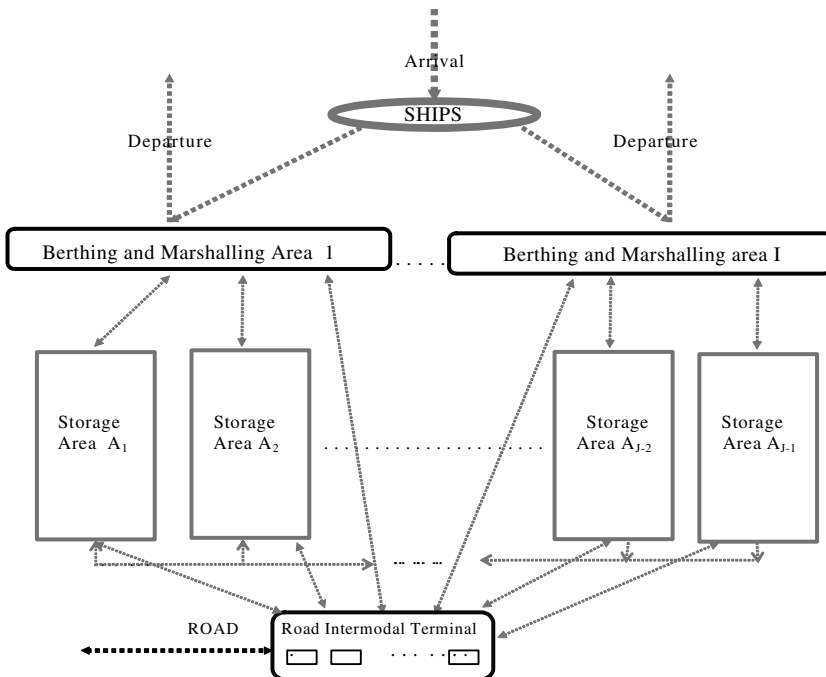 Arrival
SHIPS
Departure
Departure
Berthing and Marshalling Area 1
Berthing and Marshalling area I
Storage
Area A1
Storage
Area A2
Storage
Area AJ-2
Storage
Area AJ-1
ROAD
Road Intermodal Terminal